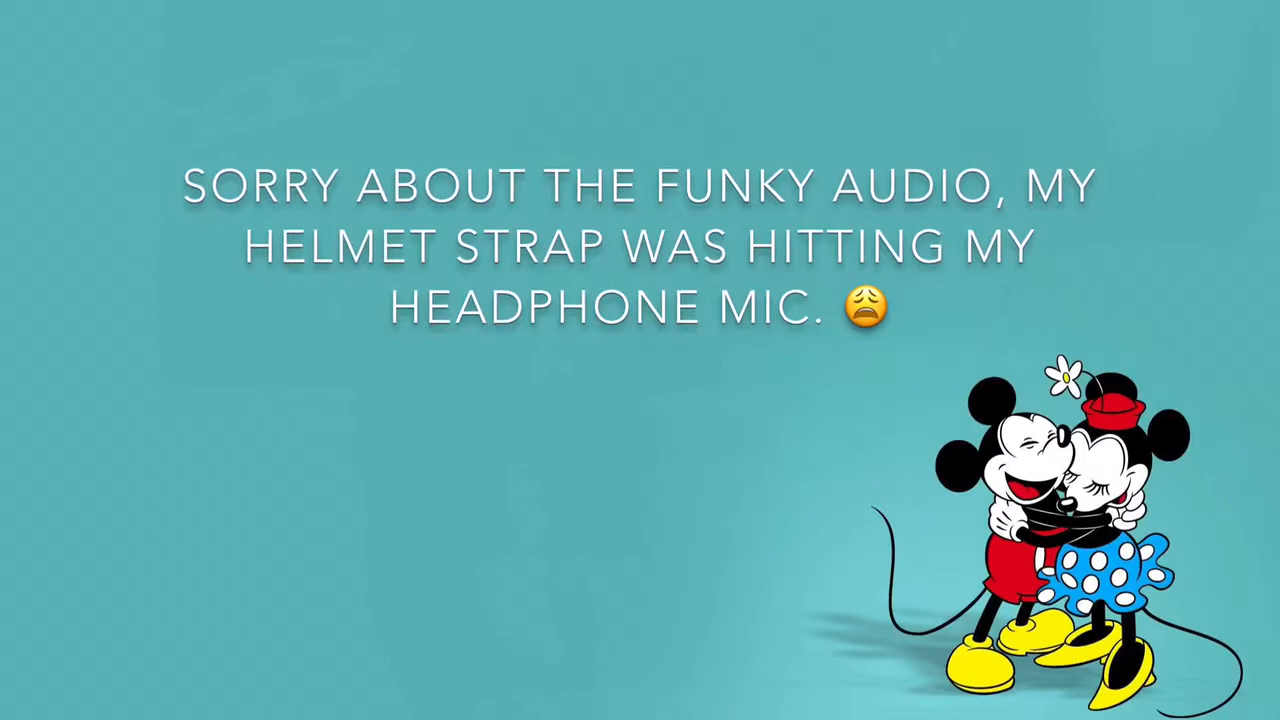 SORRY ABOUT THE FUNKY AUDIO, MY
HELMET STRAP WAS HITTING MY
HEADPHONE MIC. 😩